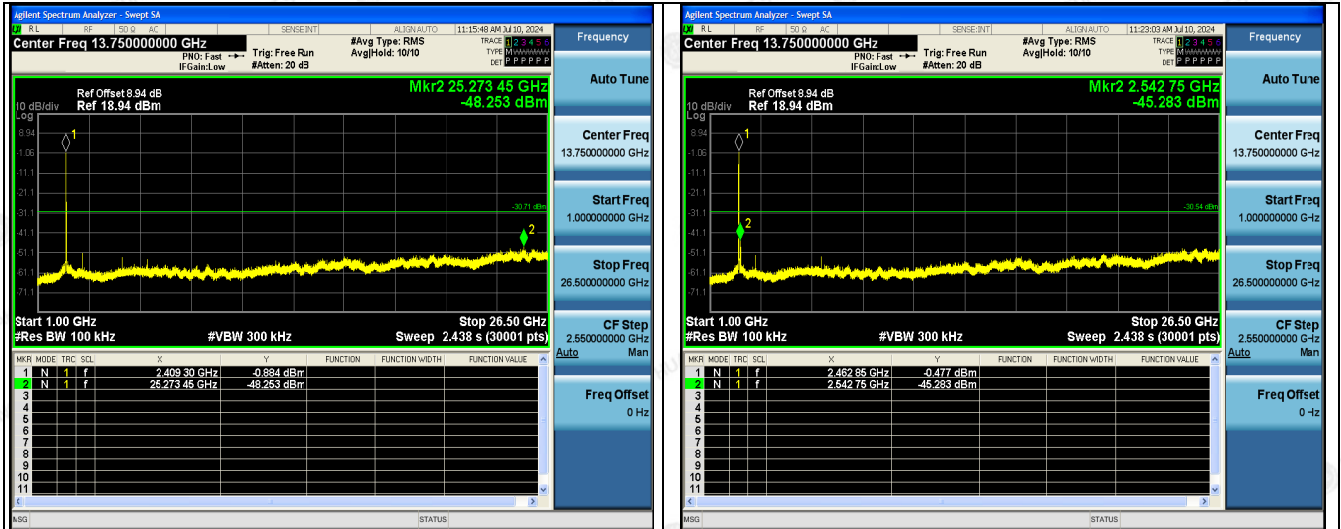 Agilent Spectrum Analyzer - Swept SA
RL RF 50 Ω AC SENSE:INT ALIGNAUTO 11:15:48 AM Jul 10, 2024
Center Freq 13.750000000 GHz
PNO: Fast
IFGain:Low
Trig: Free Run
#Atten: 20 dB
#Avg Type: RMS
Avg|Hold: 10/10
TRACE 1 2 3 4 5 6
TYPE
DET P P P P P P
Ref Offset 8.94 dB
10 dB/div Ref 18.94 dBm
Mkr2 25.273 45 GHz
-48.253 dBm
Log
8.94
-1.06
-11.1
-21.1
-31.1
-41.1
-51.1
-61.1
-71.1
1
-30.71 dBm
2
Start 1.00 GHz Stop 26.50 GHz
#Res BW 100 kHz #VBW 300 kHz Sweep 2.438 s (30001 pts)
MKR MODE TRC SCL X Y FUNCTION FUNCTION WIDTH FUNCTION VALUE
1 N 1 f 2.409 30 GHz -0.884 dBm
2 N 1 f 25.273 45 GHz -48.253 dBm
3
4
5
6
7
8
9
10
11
MSG STATUS
Frequency
Auto Tune
Center Freq
13.750000000 GHz
Start Freq
1.000000000 GHz
Stop Freq
26.500000000 GHz
CF Step
2.550000000 GHz
Auto Man
Freq Offset
0 Hz
Agilent Spectrum Analyzer - Swept SA
RL RF 50 Ω AC SENSE:INT ALIGNAUTO 11:23:03 AM Jul 10, 2024
Center Freq 13.750000000 GHz
PNO: Fast
IFGain:Low
Trig: Free Run
#Atten: 20 dB
#Avg Type: RMS
Avg|Hold: 10/10
TRACE 1 2 3 4 5 6
TYPE
DET P P P P P P
Ref Offset 8.94 dB
10 dB/div Ref 18.94 dBm
Mkr2 2.542 75 GHz
-45.283 dBm
Log
8.94
-1.06
-11.1
-21.1
-31.1
-41.1
-51.1
-61.1
-71.1
1
-30.54 dBm
2
Start 1.00 GHz Stop 26.50 GHz
#Res BW 100 kHz #VBW 300 kHz Sweep 2.438 s (30001 pts)
MKR MODE TRC SCL X Y FUNCTION FUNCTION WIDTH FUNCTION VALUE
1 N 1 f 2.462 85 GHz -0.477 dBm
2 N 1 f 2.542 75 GHz -45.283 dBm
3
4
5
6
7
8
9
10
11
MSG STATUS
Frequency
Auto Tune
Center Freq
13.750000000 GHz
Start Freq
1.000000000 GHz
Stop Freq
26.500000000 GHz
CF Step
2.550000000 GHz
Auto Man
Freq Offset
0 Hz